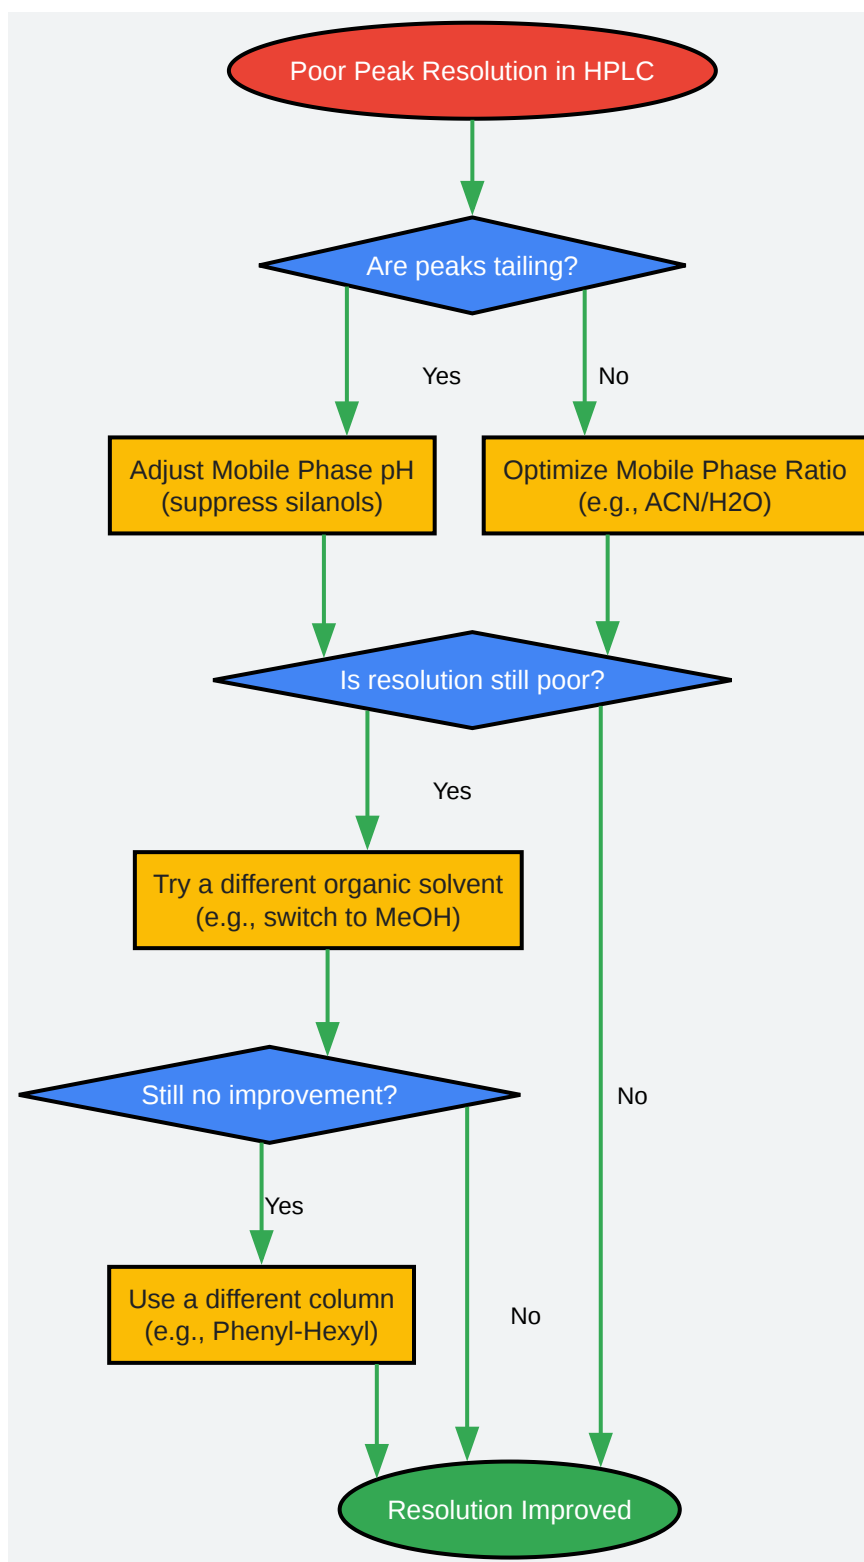 Poor Peak Resolution in HPLC
Are peaks tailing?
Yes
No
Adjust Mobile Phase pH
(suppress silanols)
Optimize Mobile Phase Ratio
(e.g., ACN/H2O)
Is resolution still poor?
Yes
Try a different organic solvent
(e.g., switch to MeOH)
Still no improvement?
No
Yes
Use a different column
(e.g., Phenyl-Hexyl)
No
Resolution Improved